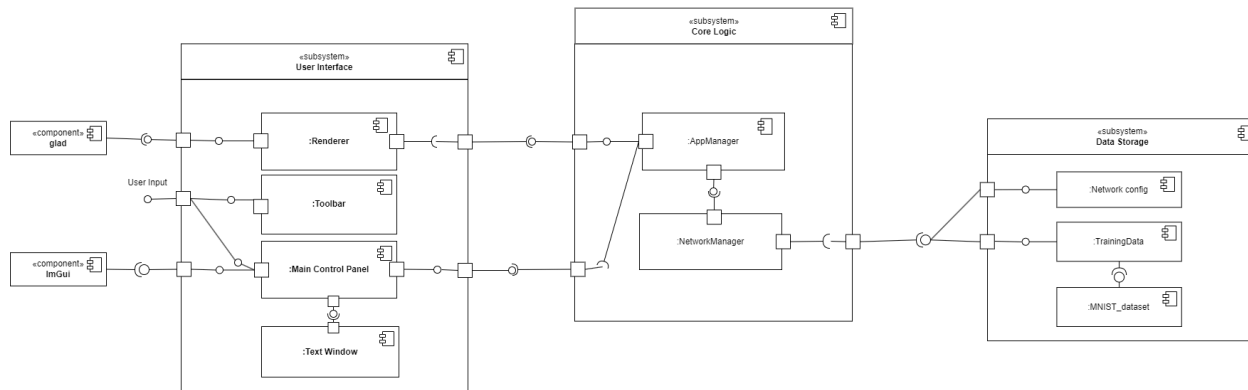 «subsystem»
Core Logic
«subsystem»
User Interface
«component»
glad
:Renderer
:AppManager
«subsystem»
Data Storage
User Input
:Toolbar
:Network config
:NetworkManager
:TrainingData
«component»
ImGui
:Main Control Panel
:MNIST_dataset
:Text Window